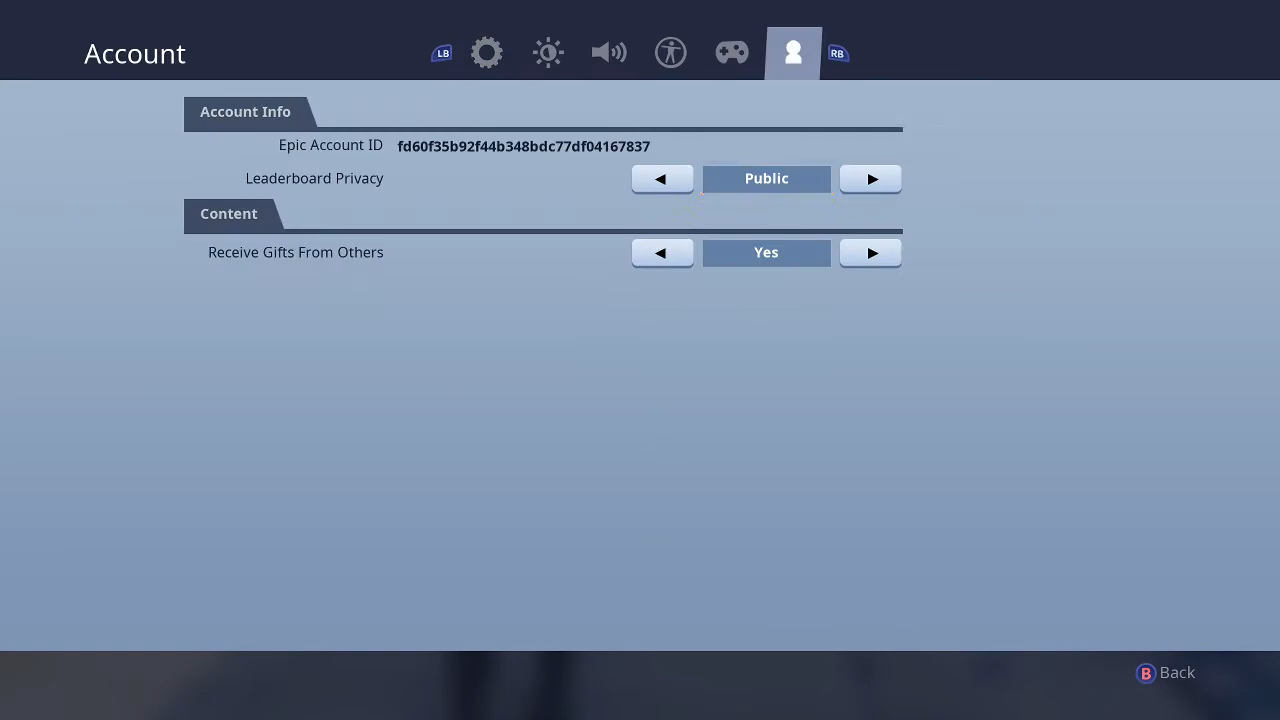 Account
LB
RB
Account Info
Epic Account ID fd60f35b92f44b348bdc77df04167837
Leaderboard Privacy Public
Content
Receive Gifts From Others Yes
B Back